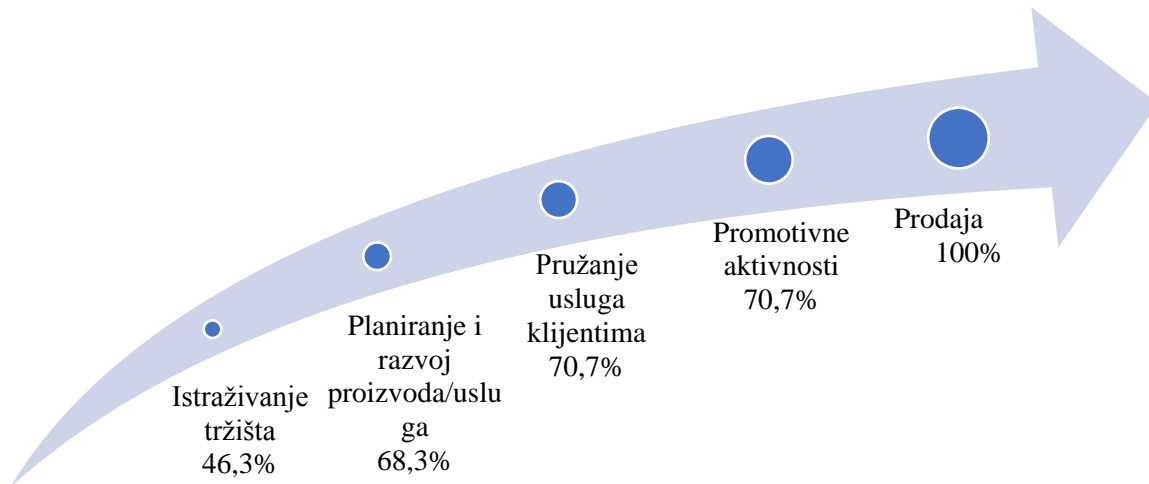 Istraživanje
tržišta
46,3%
Planiranje i
razvoj
proizvoda/uslu
ga
68,3%
Pružanje
usluga
klijentima
70,7%
Promotivne
aktivnosti
70,7%
Prodaja
100%